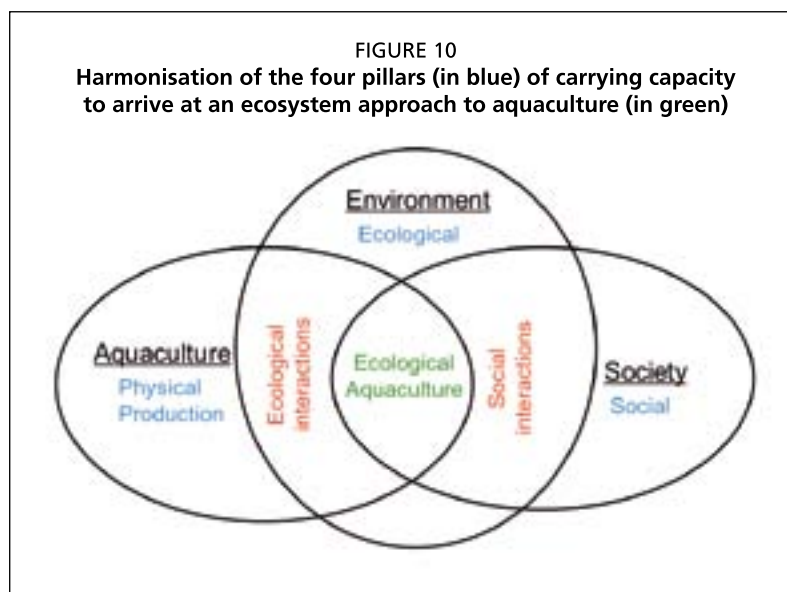 FIGURE 10
Harmonisation of the four pillars (in blue) of carrying capacity
to arrive at an ecosystem approach to aquaculture (in green)
Environment
Ecological
Aquaculture
Physical
Production
Ecological
interactions
Ecological
Aquaculture
Social
interactions
Society
Social